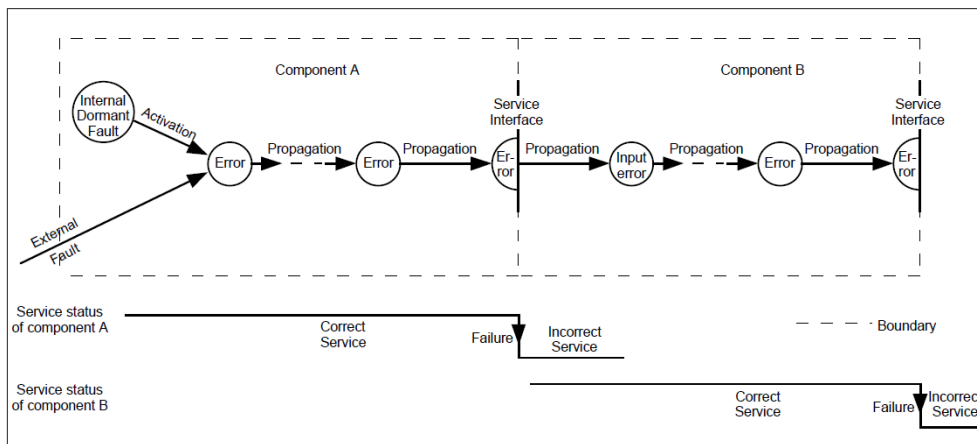 Component A
Component B
Internal
Dormant
Fault
Activation
Service
Interface
Service
Interface
Error
Propagation
Error
Propagation
Er-
ror
Propagation
Input
error
Propagation
Error
Propagation
Er-
ror
External
Fault
Service status
of component A
Correct
Service
Failure
Incorrect
Service
Boundary
Service status
of component B
Correct
Service
Failure
Incorrect
Service